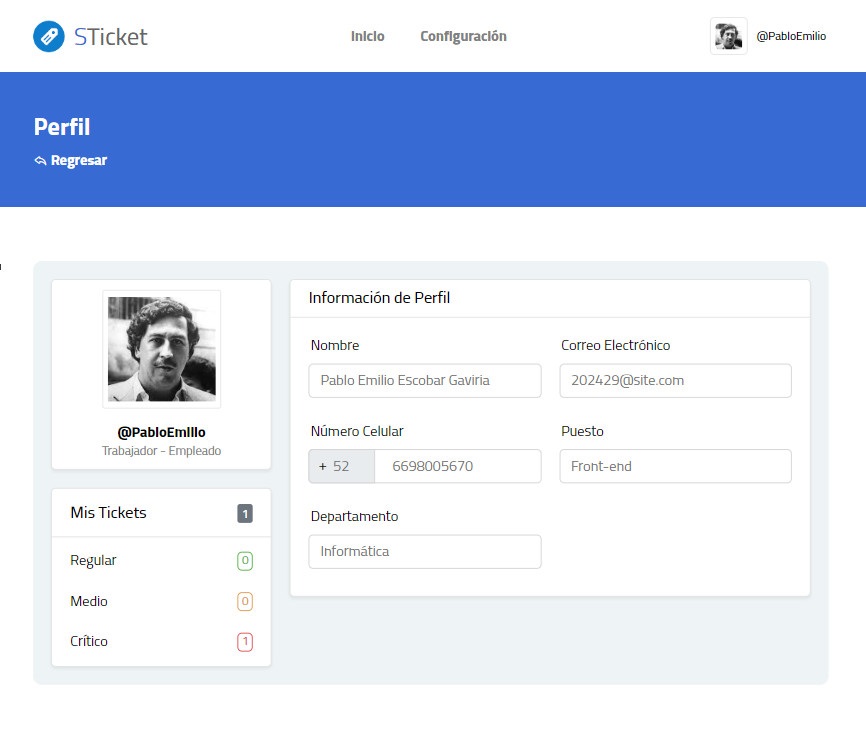 STicket
Inicio
Configuración
@PabloEmilio
Perfil
Regresar
@PabloEmilio
Trabajador - Empleado
Mis Tickets 1
Regular 0
Medio 0
Crítico 1
Información de Perfil
Nombre
Pablo Emilio Escobar Gaviria
Correo Electrónico
202429@site.com
Número Celular
+ 52 6698005670
Puesto
Front-end
Departamento
Informática